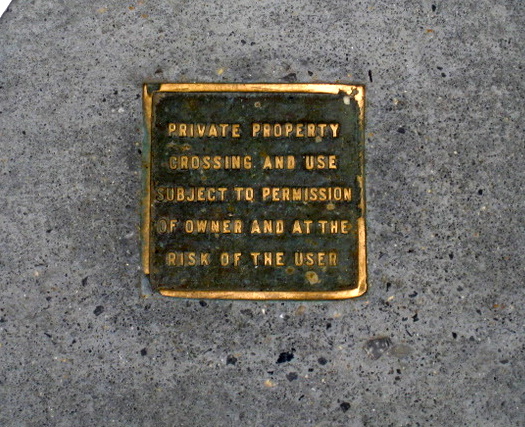 PRIVATE PROPERTY
CROSSING AND USE
SUBJECT TO PERMISSION
OF OWNER AND AT THE
RISK OF THE USER